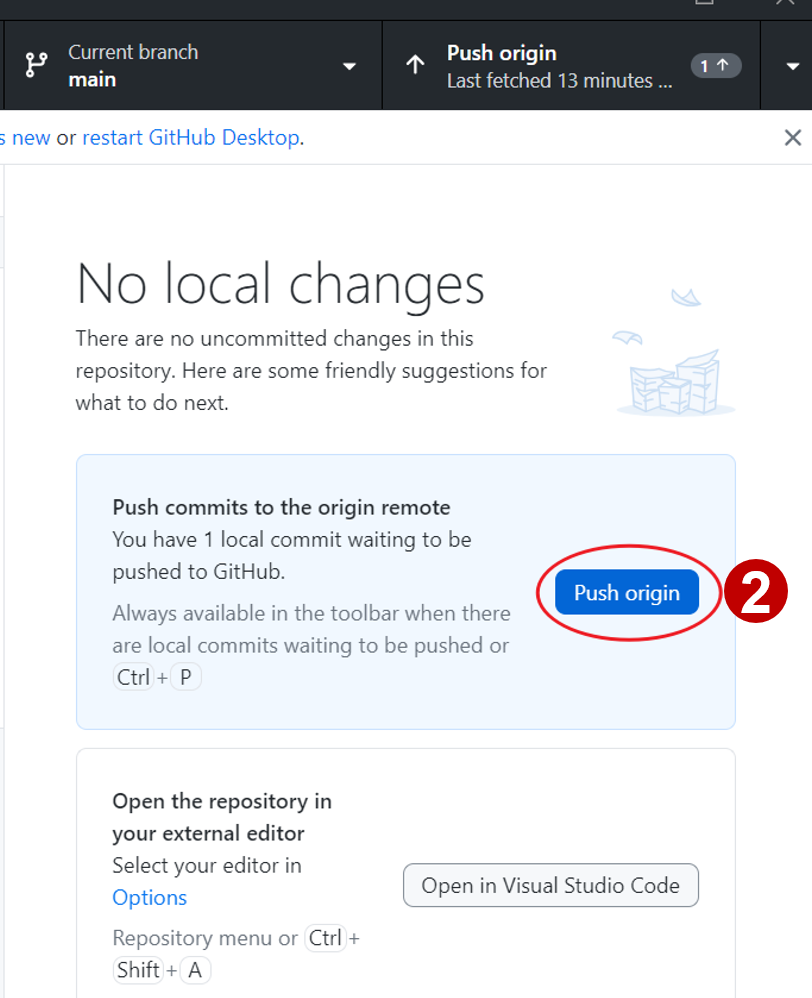 Current branch
main
Push origin
Last fetched 13 minutes ...
1
s new or restart GitHub Desktop.
No local changes
There are no uncommitted changes in this
repository. Here are some friendly suggestions for
what to do next.
Push commits to the origin remote
You have 1 local commit waiting to be
pushed to GitHub.
Always available in the toolbar when there
are local commits waiting to be pushed or
Ctrl + P
Push origin
2
Open the repository in
your external editor
Select your editor in
Options
Repository menu or Ctrl +
Shift + A
Open in Visual Studio Code